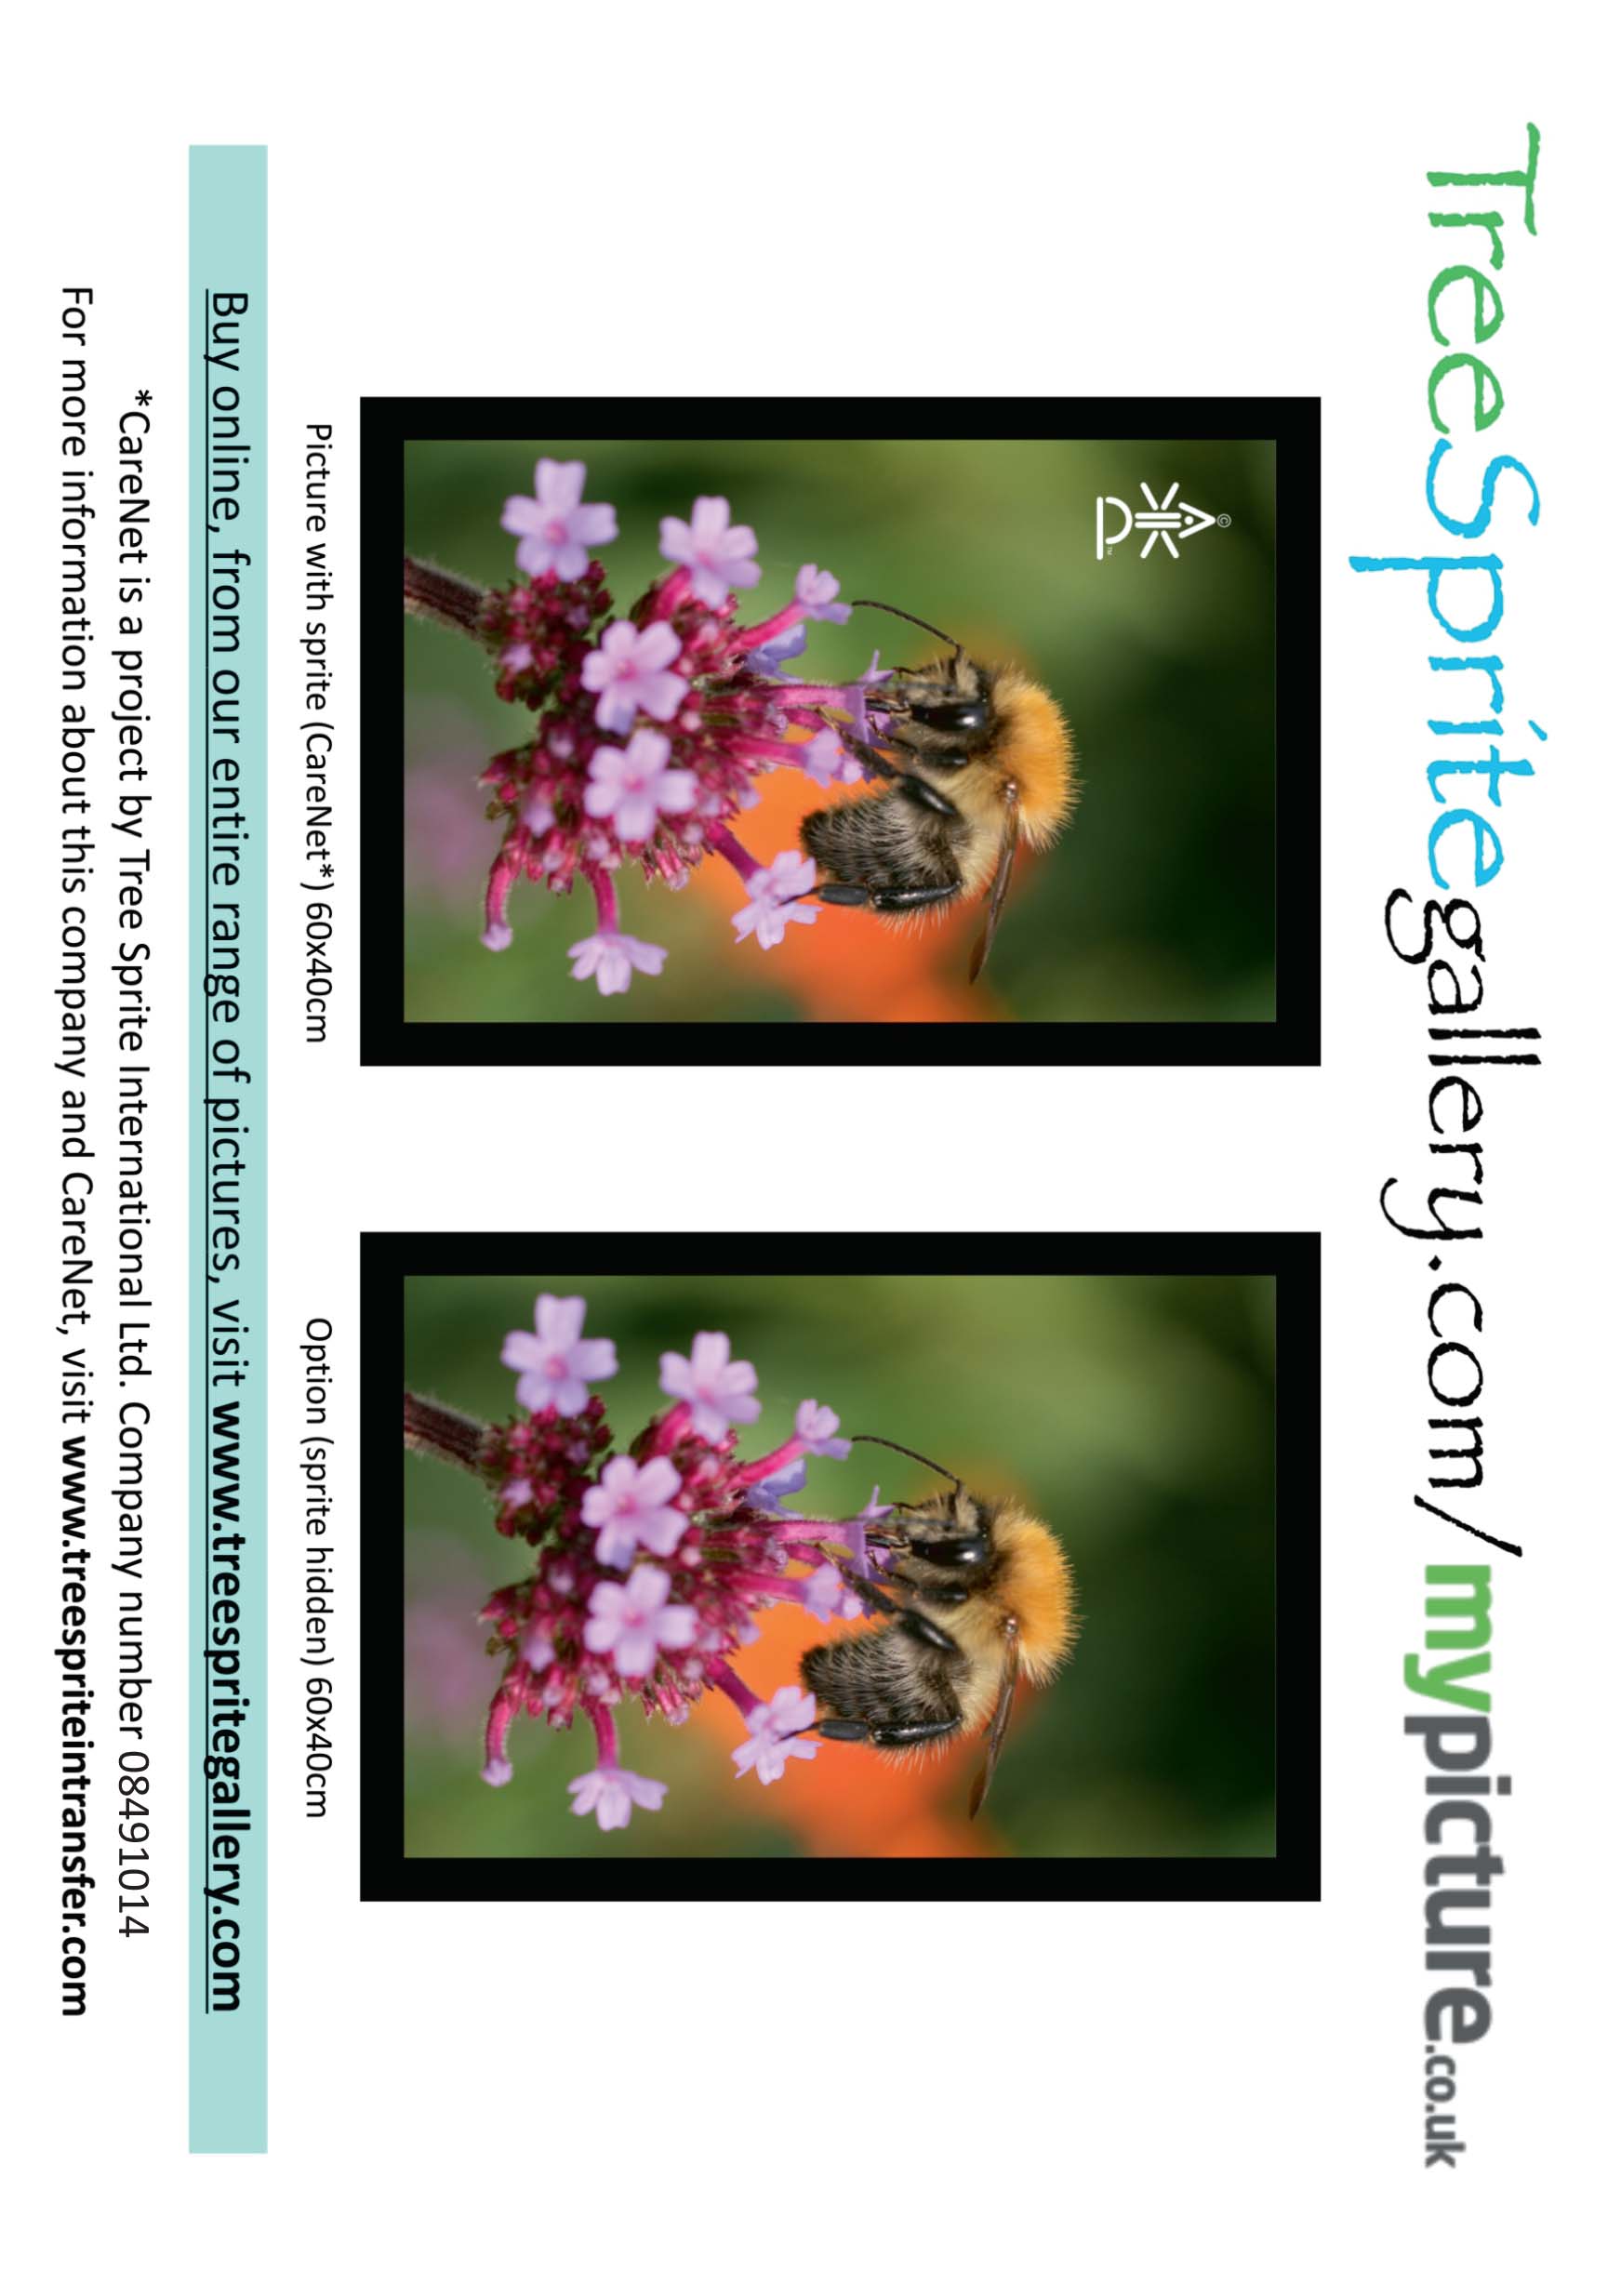 TreeSpritegallery.com/mypicture.co.uk
©
™
Picture with sprite (CareNet*) 60x40cm
Option (sprite hidden) 60x40cm
Buy online, from our entire range of pictures, visit www.treespritegallery.com
*CareNet is a project by Tree Sprite International Ltd. Company number 08491014
For more information about this company and CareNet, visit www.treespriteintransfer.com